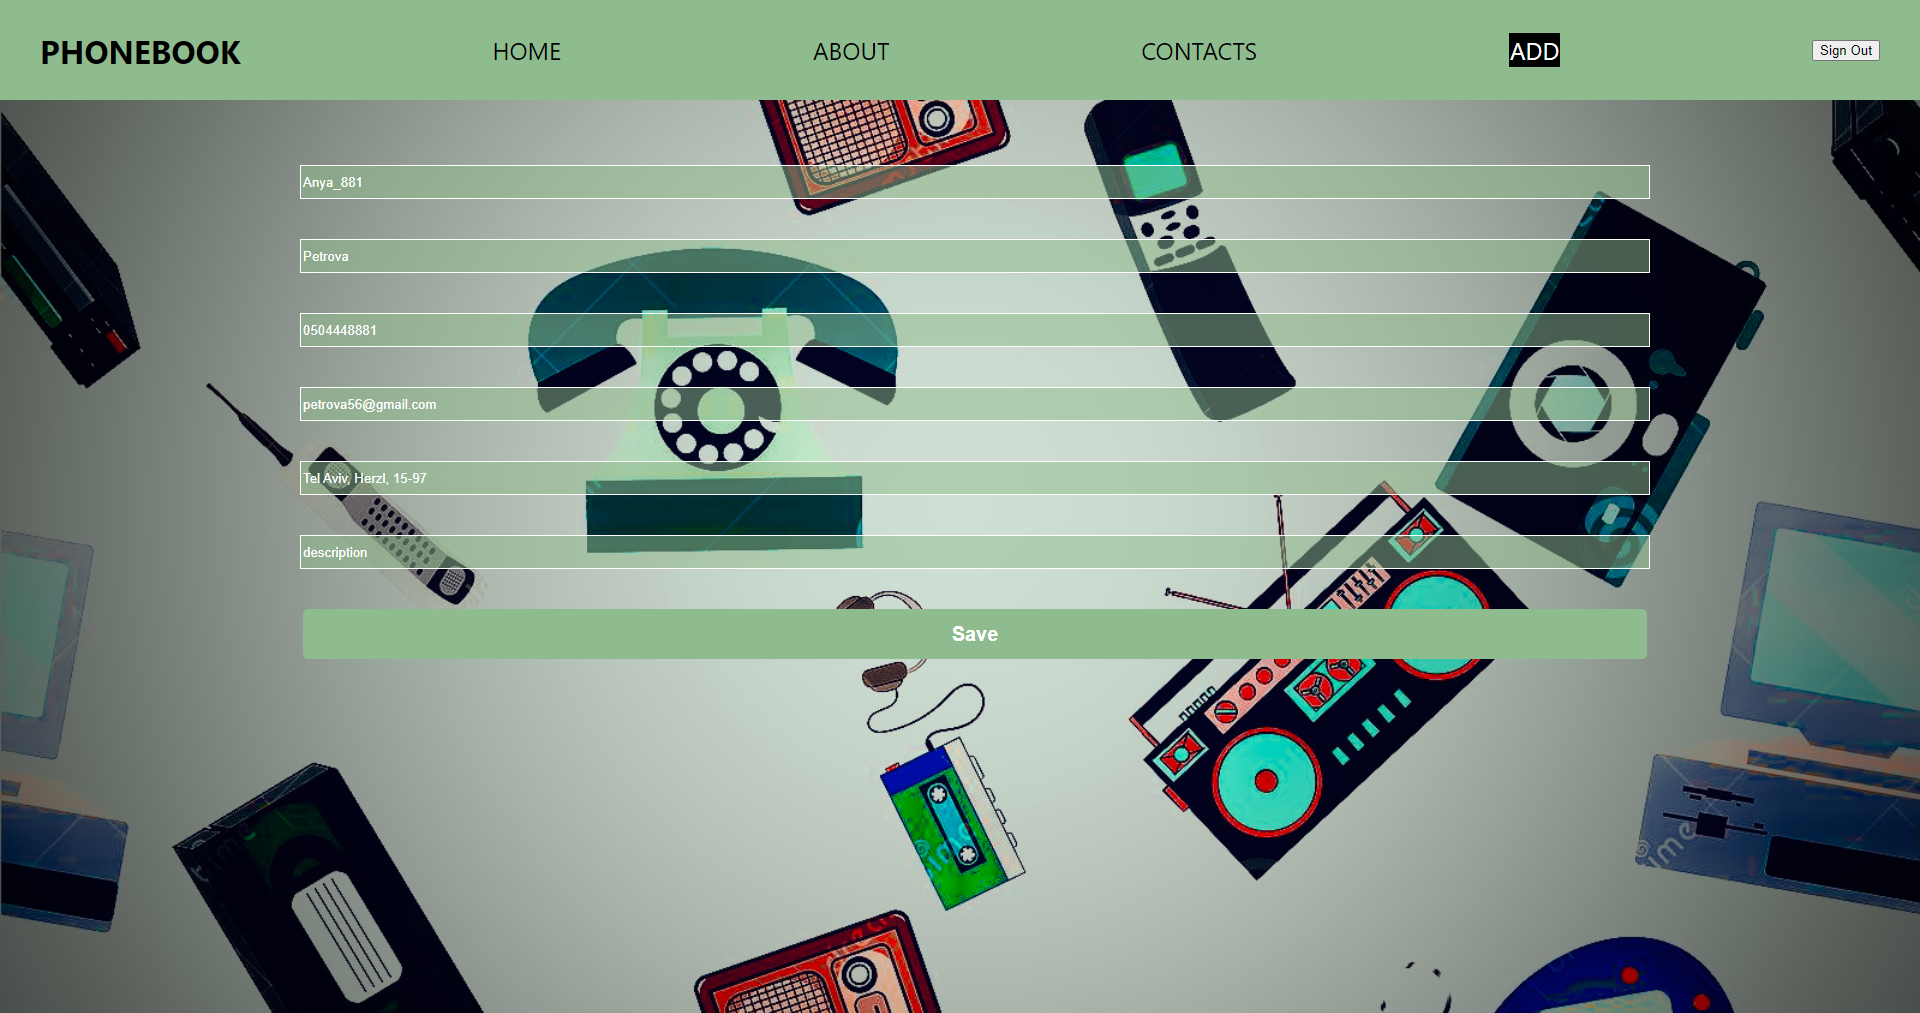 PHONEBOOK HOME ABOUT CONTACTS ADD Sign Out
Anya_881
Petrova
0504448881
petrova56@gmail.com
Tel Aviv, Herzl, 15-97
description
Save
time